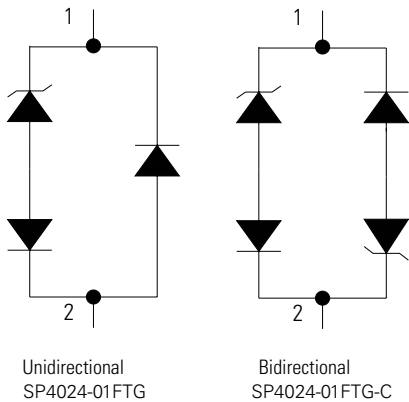 1 1
2 2
Unidirectional Bidirectional
SP4024-01FTG SP4024-01FTG-C